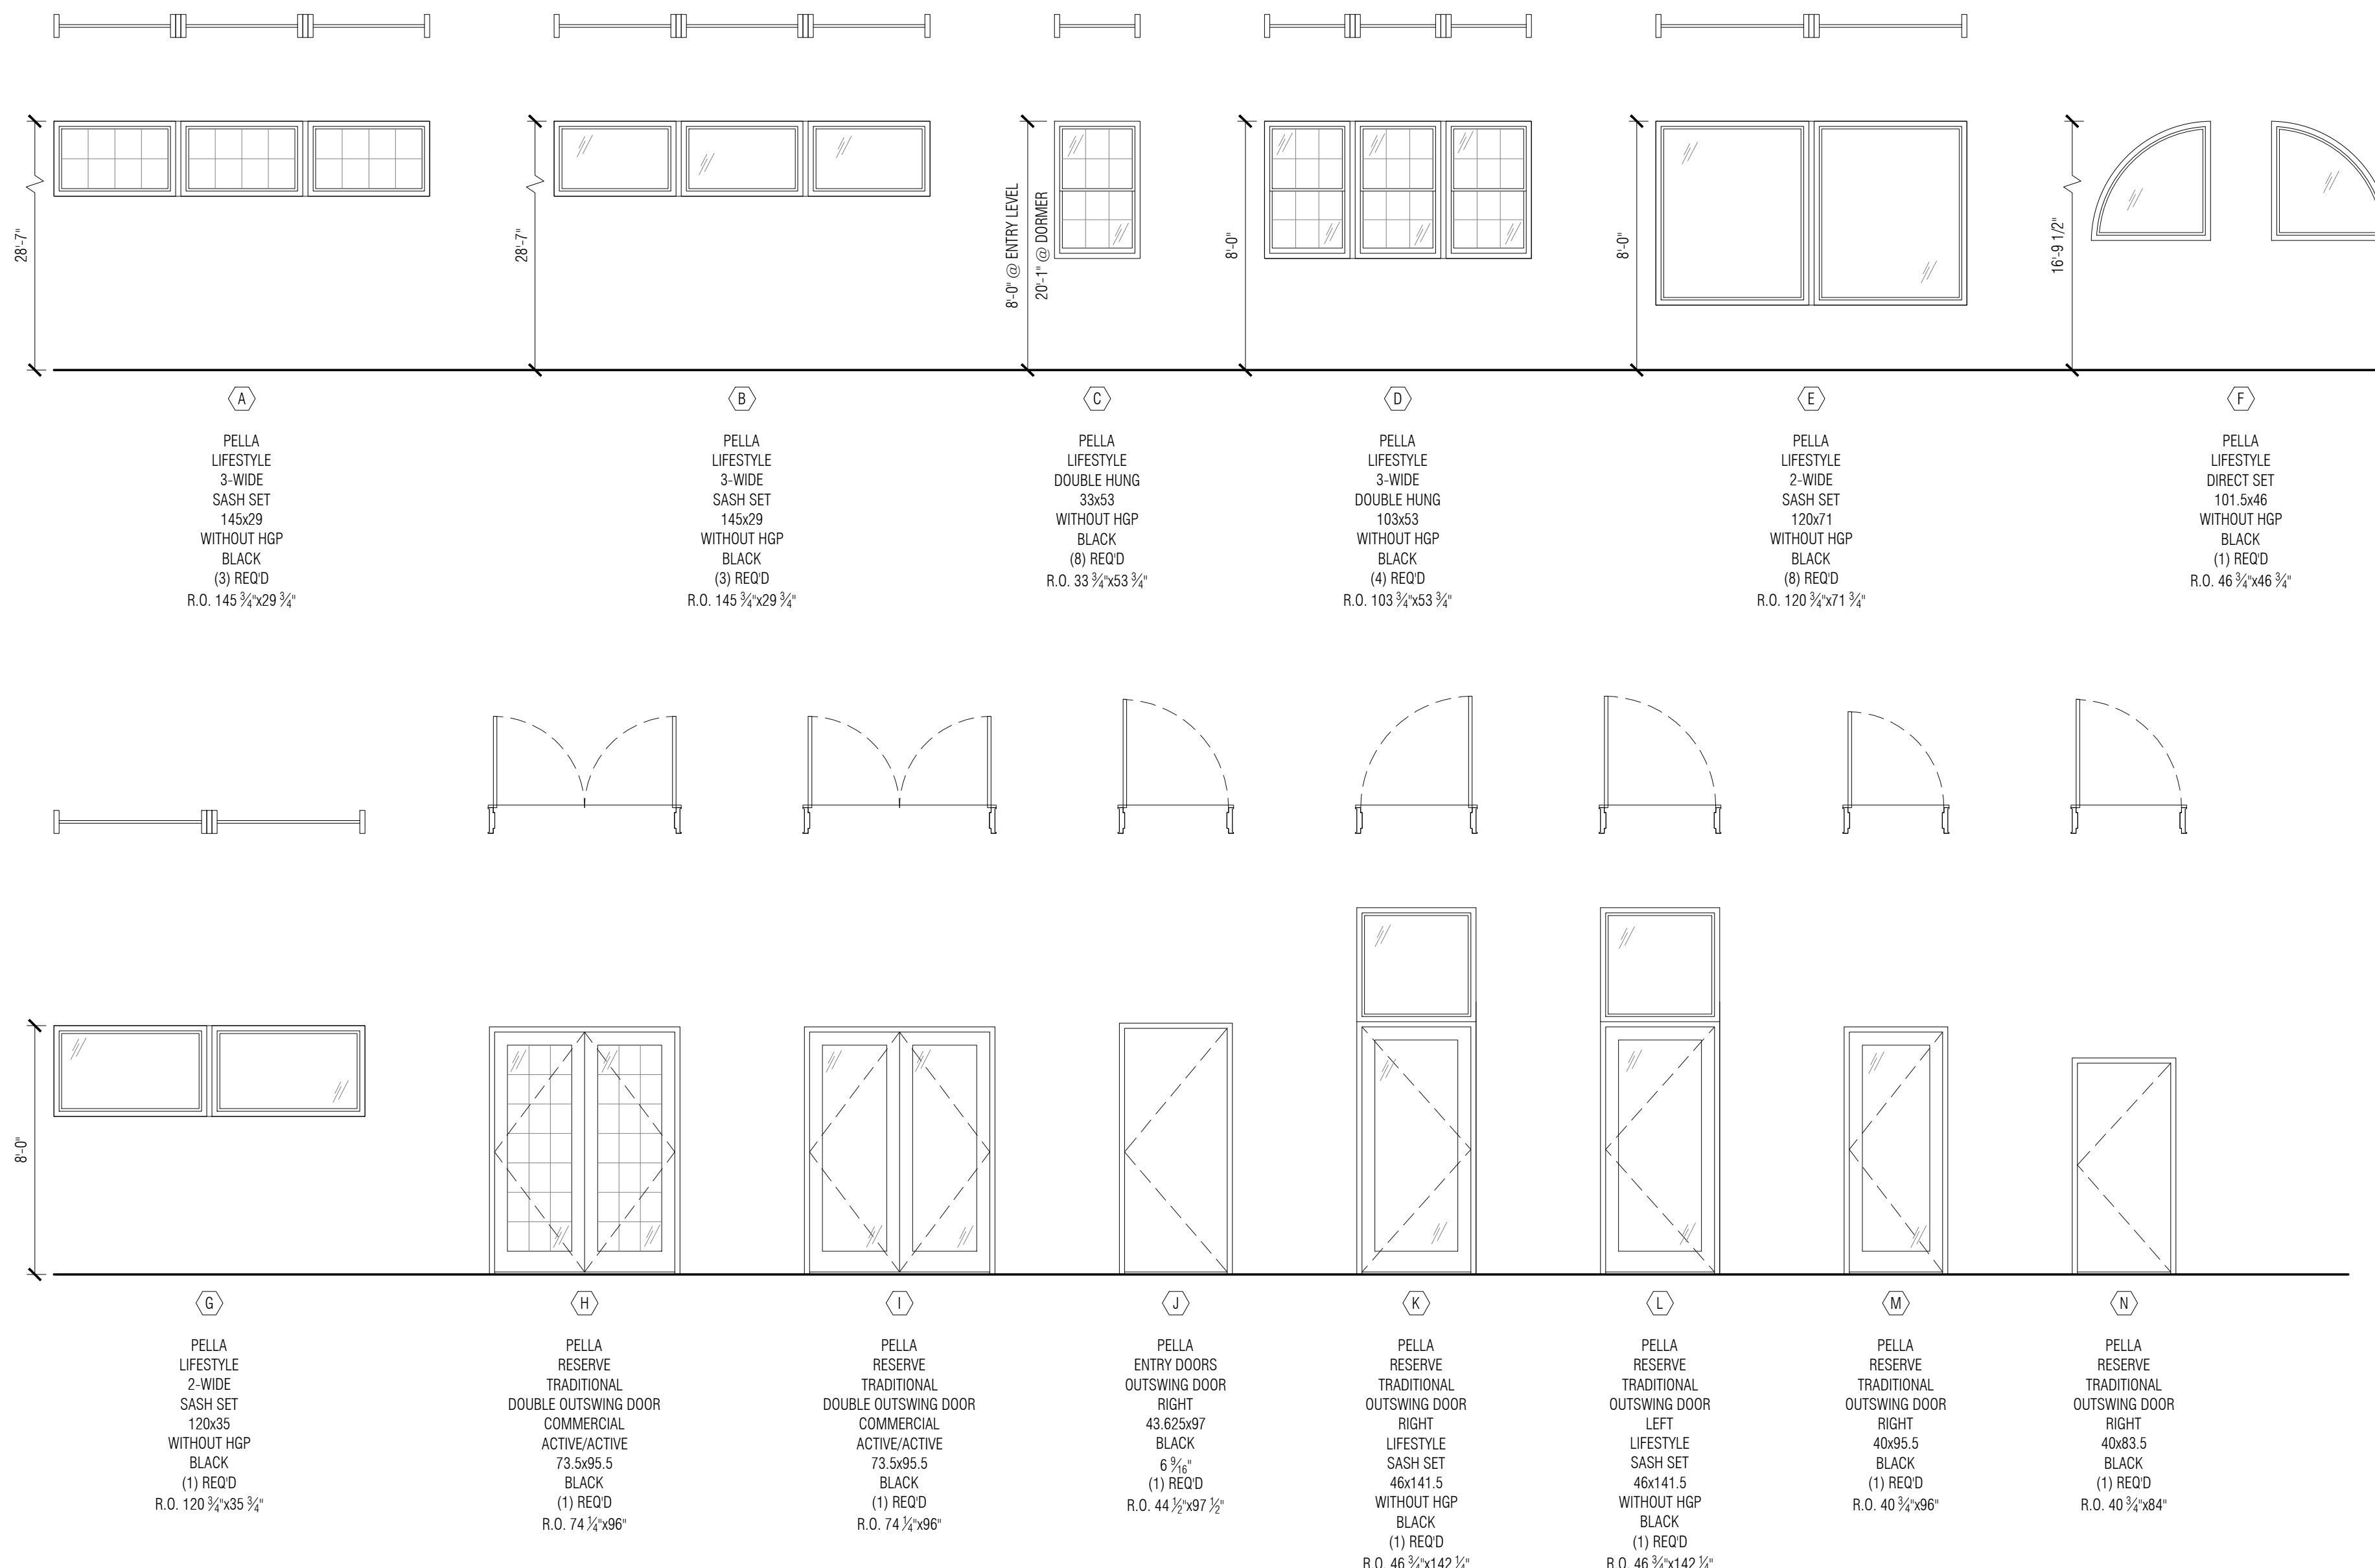 28'-7"
28'-7"
8'-0" @ ENTRY LEVEL
20'-1" @ DORMER
8'-0"
8'-0"
16'-9 1/2"
A
PELLA
LIFESTYLE
3-WIDE
SASH SET
145x29
WITHOUT HGP
BLACK
(3) REQ'D
R.O. 145 3/4"x29 3/4"
B
PELLA
LIFESTYLE
3-WIDE
SASH SET
145x29
WITHOUT HGP
BLACK
(3) REQ'D
R.O. 145 3/4"x29 3/4"
C
PELLA
LIFESTYLE
DOUBLE HUNG
33x53
WITHOUT HGP
BLACK
(8) REQ'D
R.O. 33 3/4"x53 3/4"
D
PELLA
LIFESTYLE
3-WIDE
DOUBLE HUNG
103x53
WITHOUT HGP
BLACK
(4) REQ'D
R.O. 103 3/4"x53 3/4"
E
PELLA
LIFESTYLE
2-WIDE
SASH SET
120x71
WITHOUT HGP
BLACK
(8) REQ'D
R.O. 120 3/4"x71 3/4"
F
PELLA
LIFESTYLE
DIRECT SET
101.5x46
WITHOUT HGP
BLACK
(1) REQ'D
R.O. 46 3/4"x46 3/4"
8'-0"
G
PELLA
LIFESTYLE
2-WIDE
SASH SET
120x35
WITHOUT HGP
BLACK
(1) REQ'D
R.O. 120 3/4"x35 3/4"
H
PELLA
RESERVE
TRADITIONAL
DOUBLE OUTSWING DOOR
COMMERCIAL
ACTIVE/ACTIVE
73.5x95.5
BLACK
(1) REQ'D
R.O. 74 1/4"x96"
I
PELLA
RESERVE
TRADITIONAL
DOUBLE OUTSWING DOOR
COMMERCIAL
ACTIVE/ACTIVE
73.5x95.5
BLACK
(1) REQ'D
R.O. 74 1/4"x96"
J
PELLA
ENTRY DOORS
OUTSWING DOOR
RIGHT
43.625x97
BLACK
6 9/16"
(1) REQ'D
R.O. 44 1/2"x97 1/2"
K
PELLA
RESERVE
TRADITIONAL
OUTSWING DOOR
RIGHT
LIFESTYLE
SASH SET
46x141.5
WITHOUT HGP
BLACK
(1) REQ'D
R.O. 46 3/4"x142 1/4"
L
PELLA
RESERVE
TRADITIONAL
OUTSWING DOOR
LEFT
LIFESTYLE
SASH SET
46x141.5
WITHOUT HGP
BLACK
(1) REQ'D
R.O. 46 3/4"x142 1/4"
M
PELLA
RESERVE
TRADITIONAL
OUTSWING DOOR
RIGHT
40x95.5
BLACK
(1) REQ'D
R.O. 40 3/4"x96"
N
PELLA
RESERVE
TRADITIONAL
OUTSWING DOOR
RIGHT
40x83.5
BLACK
(1) REQ'D
R.O. 40 3/4"x84"